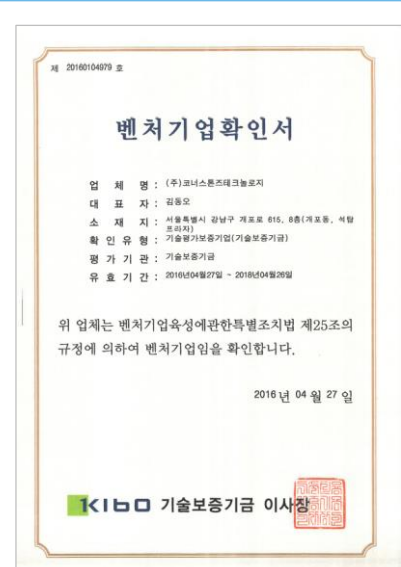 제 20160104979 호
벤처기업확인서
업 체 명 : (주)코너스톤즈테크놀로지
대 표 자 : 김동오
소 재 지 : 서울특별시 강남구 개포로 615, 8층(개포동, 석탑
프라자)
확 인 유 형 : 기술평가보증기업(기술보증기금)
평 가 기 관 : 기술보증기금
유 효 기 간 : 2016년04월27일 ~ 2018년04월26일
위 업체는 벤처기업육성에관한특별조치법 제25조의
규정에 의하여 벤처기업임을 확인합니다.
2016 년 04 월 27 일
KIBO 기술보증기금 이사장